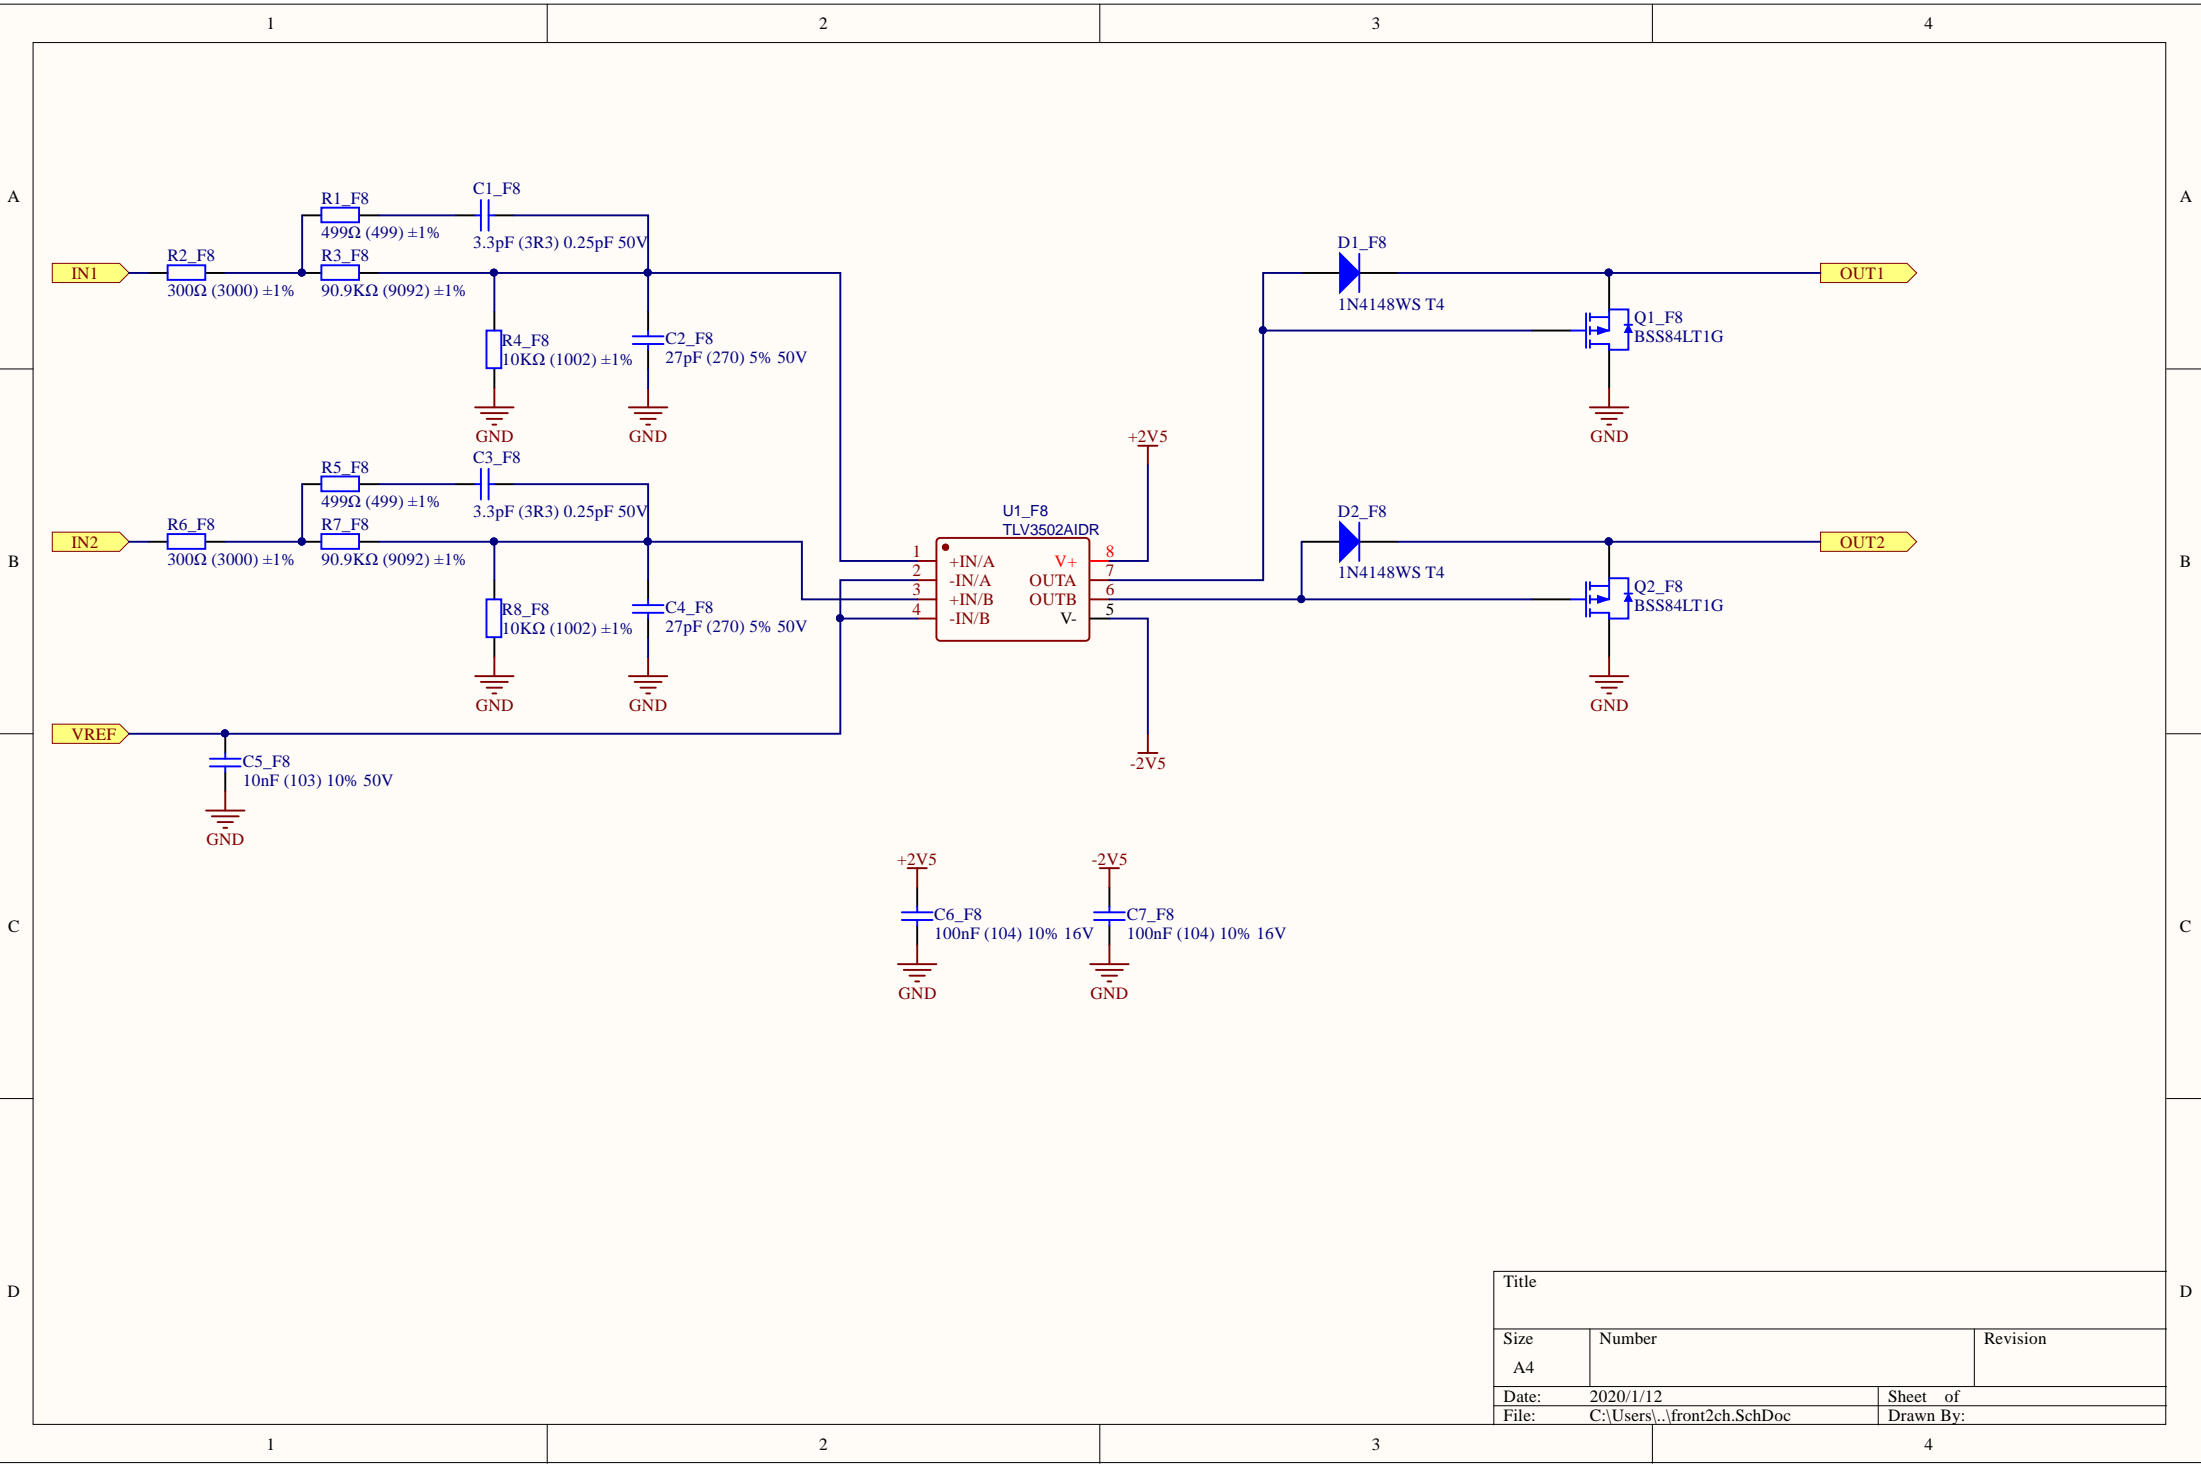 1 2 3 4
A A
C1_F8
R1_F8
499Ω (499) ±1%
3.3pF (3R3) 0.25pF 50V
R2_F8
R3_F8
IN1
300Ω (3000) ±1%
90.9KΩ (9092) ±1%
R4_F8
10KΩ (1002) ±1%
C2_F8
27pF (270) 5% 50V
GND
GND
D1_F8
1N4148WS T4
OUT1
Q1_F8
BSS84LT1G
GND
B B
C3_F8
R5_F8
499Ω (499) ±1%
3.3pF (3R3) 0.25pF 50V
R6_F8
R7_F8
IN2
300Ω (3000) ±1%
90.9KΩ (9092) ±1%
R8_F8
10KΩ (1002) ±1%
C4_F8
27pF (270) 5% 50V
GND
GND
+2V5
U1_F8
TLV3502AIDR
1 +IN/A V+ 8
2 -IN/A OUTA 7
3 +IN/B OUTB 6
4 -IN/B V- 5
-2V5
D2_F8
1N4148WS T4
OUT2
Q2_F8
BSS84LT1G
GND
VREF
C5_F8
10nF (103) 10% 50V
GND
C C
+2V5
C6_F8
100nF (104) 10% 16V
GND
-2V5
C7_F8
100nF (104) 10% 16V
GND
D D
Title
Size Number Revision
A4
Date: 2020/1/12 Sheet of
File: C:\Users\..\front2ch.SchDoc Drawn By:
1 2 3 4